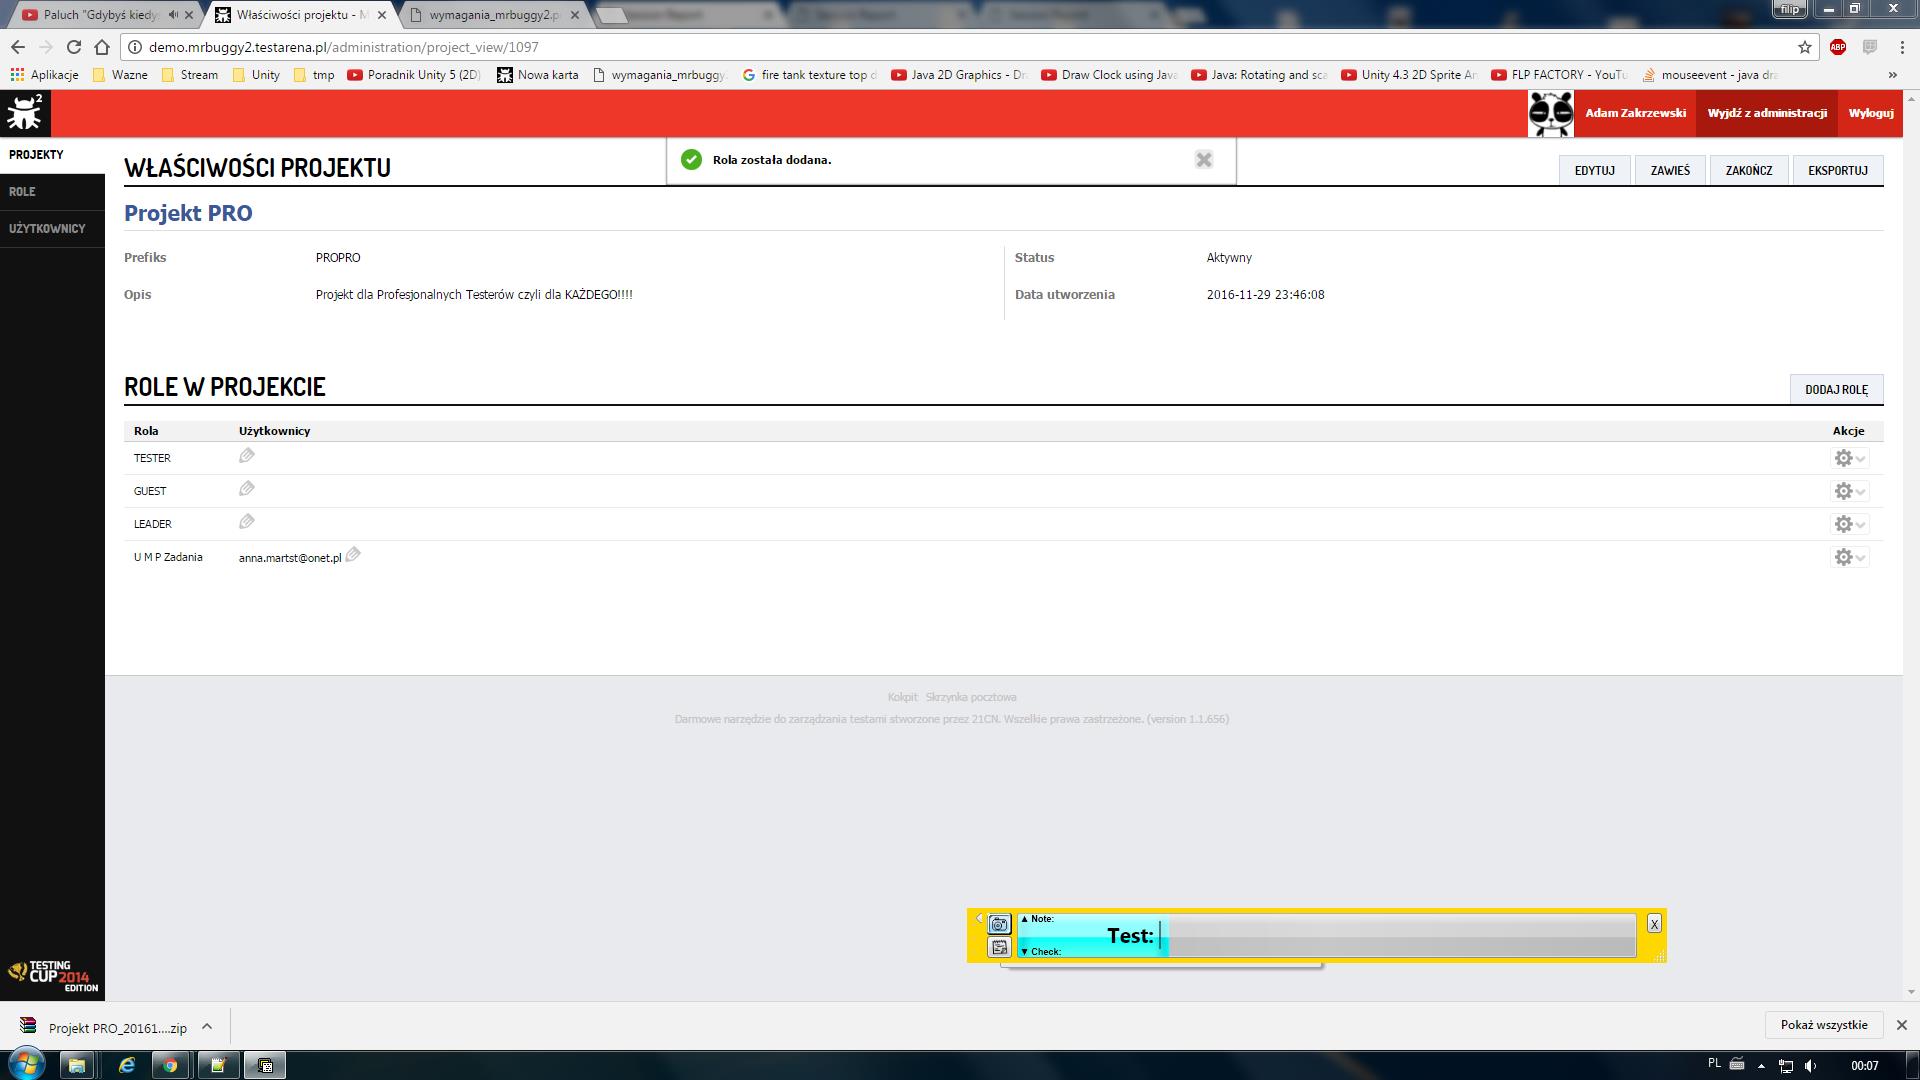 Paluch "Gdybyś kiedy
Właściwości projektu - M
wymagania_mrbuggy2.p
filip
demo.mrbuggy2.testarena.pl/administration/project_view/1097
ABP
Aplikacje
Wazne
Stream
Unity
tmp
Poradnik Unity 5 (2D)
Nowa karta
wymagania_mrbuggy.
fire tank texture top d
Java 2D Graphics - Dr
Draw Clock using Java
Java: Rotating and sca
Unity 4.3 2D Sprite An
FLP FACTORY - YouTu
mouseevent - java dra
»
2
Adam Zakrzewski
Wyjdź z administracji
Wyloguj
PROJEKTY
ROLE
UŻYTKOWNICY
WŁAŚCIWOŚCI PROJEKTU
Rola została dodana.
EDYTUJ
ZAWIEŚ
ZAKOŃCZ
EKSPORTUJ
Projekt PRO
Prefiks
PROPRO
Status
Aktywny
Opis
Projekt dla Profesjonalnych Testerów czyli dla KAŻDEGO!!!!
Data utworzenia
2016-11-29 23:46:08
ROLE W PROJEKCIE
DODAJ ROLĘ
Rola
Użytkownicy
Akcje
TESTER
GUEST
LEADER
U M P Zadania
anna.martst@onet.pl
Kokpit Skrzynka pocztowa
Darmowe narzędzie do zarządzania testami stworzone przez 21CN. Wszelkie prawa zastrzeżone. (version 1.1.656)
▲ Note:
Test:
▼ Check:
X
TESTING
CUP 2014
EDITION
Projekt PRO_20161....zip
Pokaż wszystkie
PL
00:07